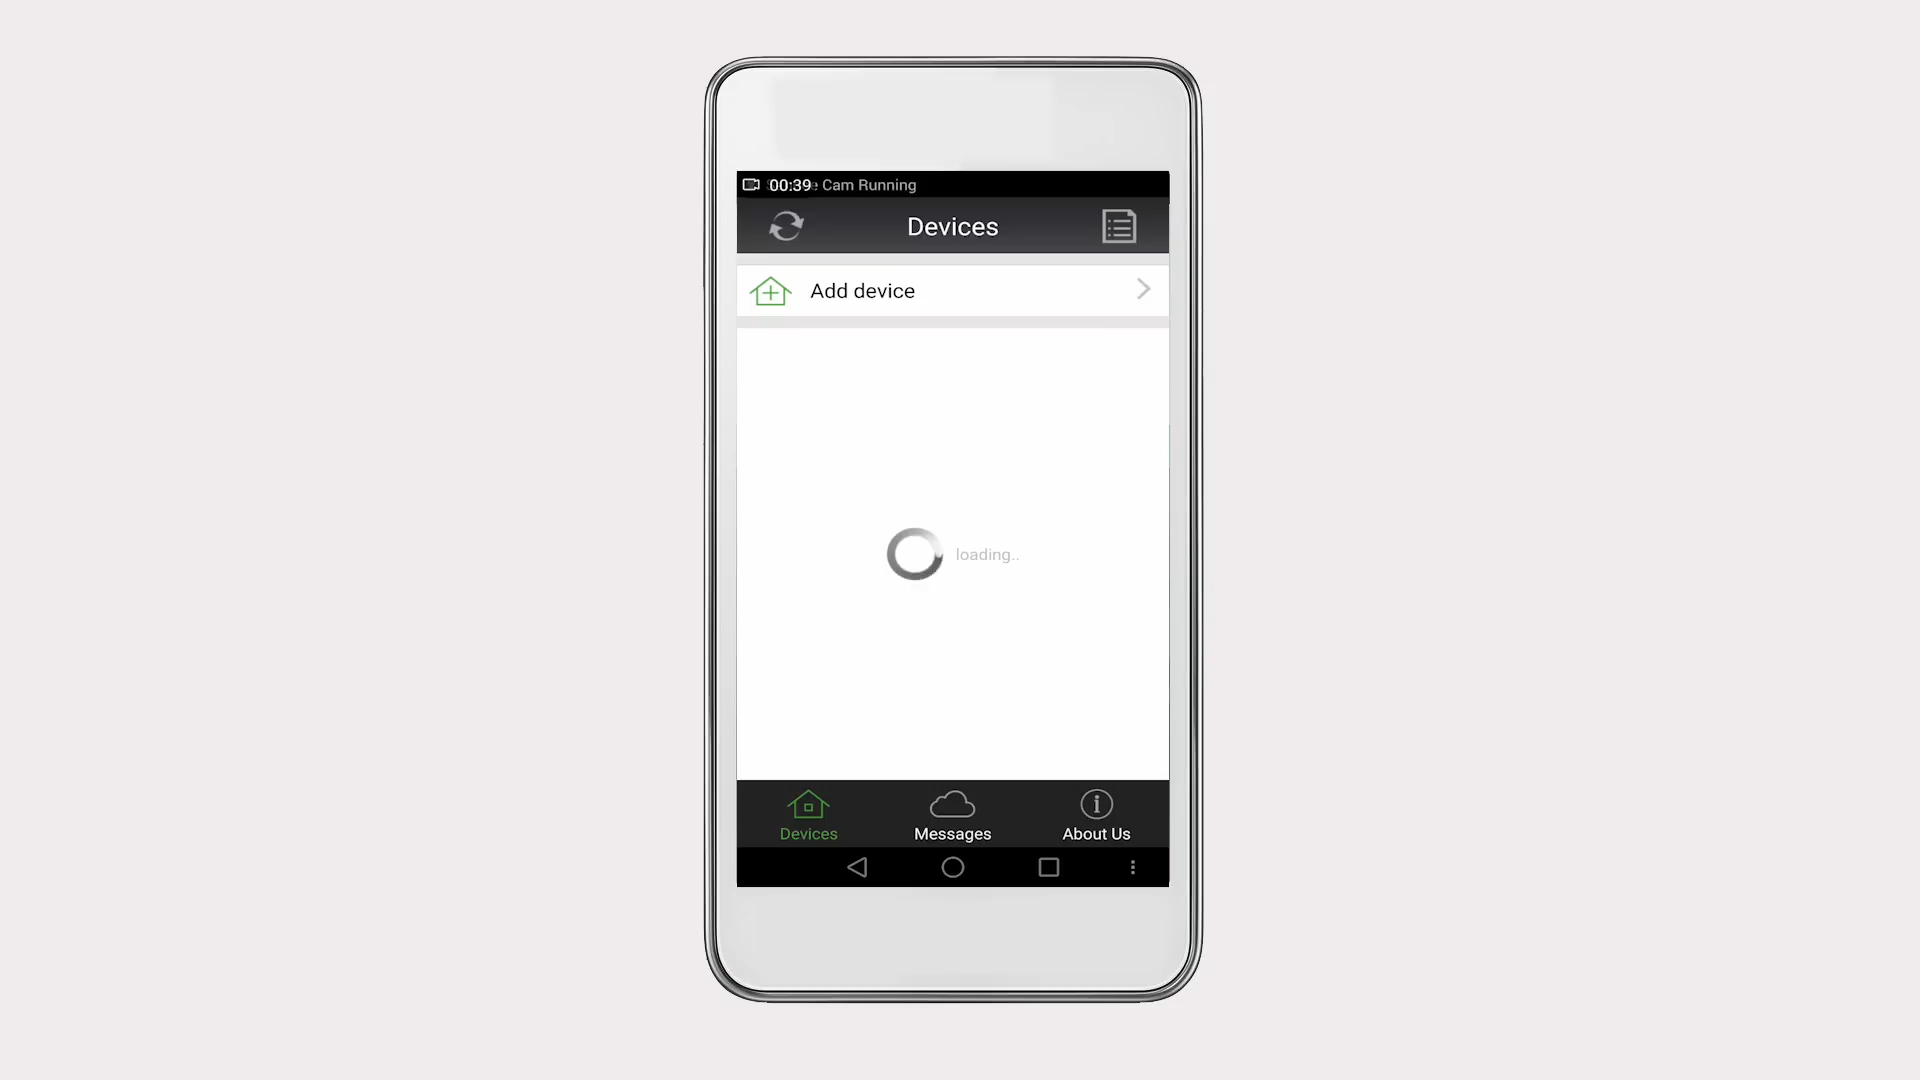 00:39 Cam Running
Devices
Add device
loading..
Devices
Messages
About Us